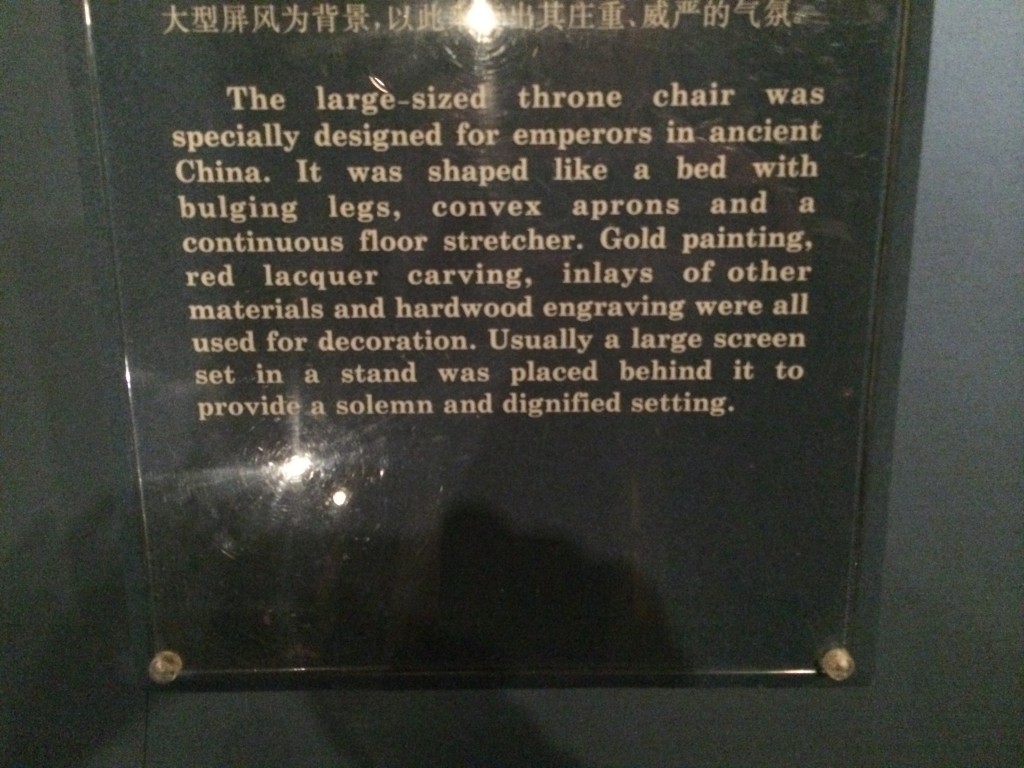 大型屏风为背景,以此 出其庄重、威严的气氛。
The large-sized throne chair was
specially designed for emperors in ancient
China. It was shaped like a bed with
bulging legs, convex aprons and a
continuous floor stretcher. Gold painting,
red lacquer carving, inlays of other
materials and hardwood engraving were all
used for decoration. Usually a large screen
set in a stand was placed behind it to
provide a solemn and dignified setting.